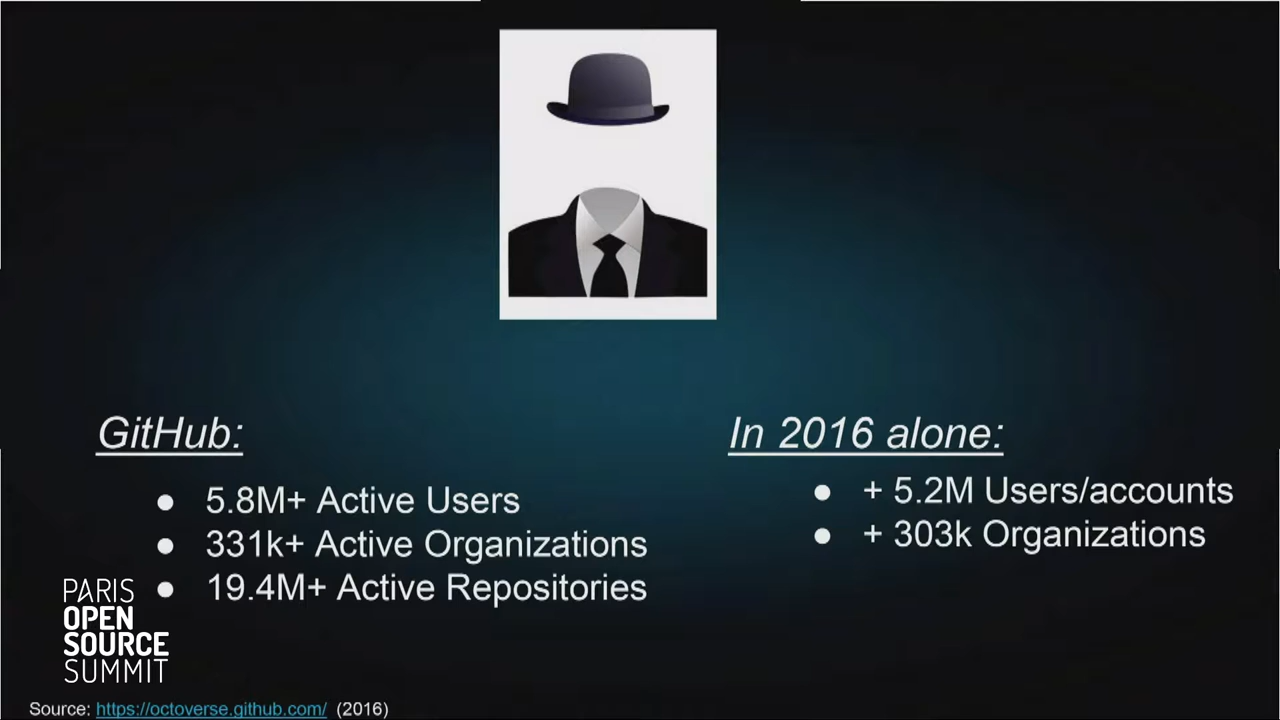 GitHub:
● 5.8M+ Active Users
● 331k+ Active Organizations
● 19.4M+ Active Repositories
In 2016 alone:
● + 5.2M Users/accounts
● + 303k Organizations
PARIS
OPEN
SOURCE
SUMMIT
Source: https://octoverse.github.com/ (2016)